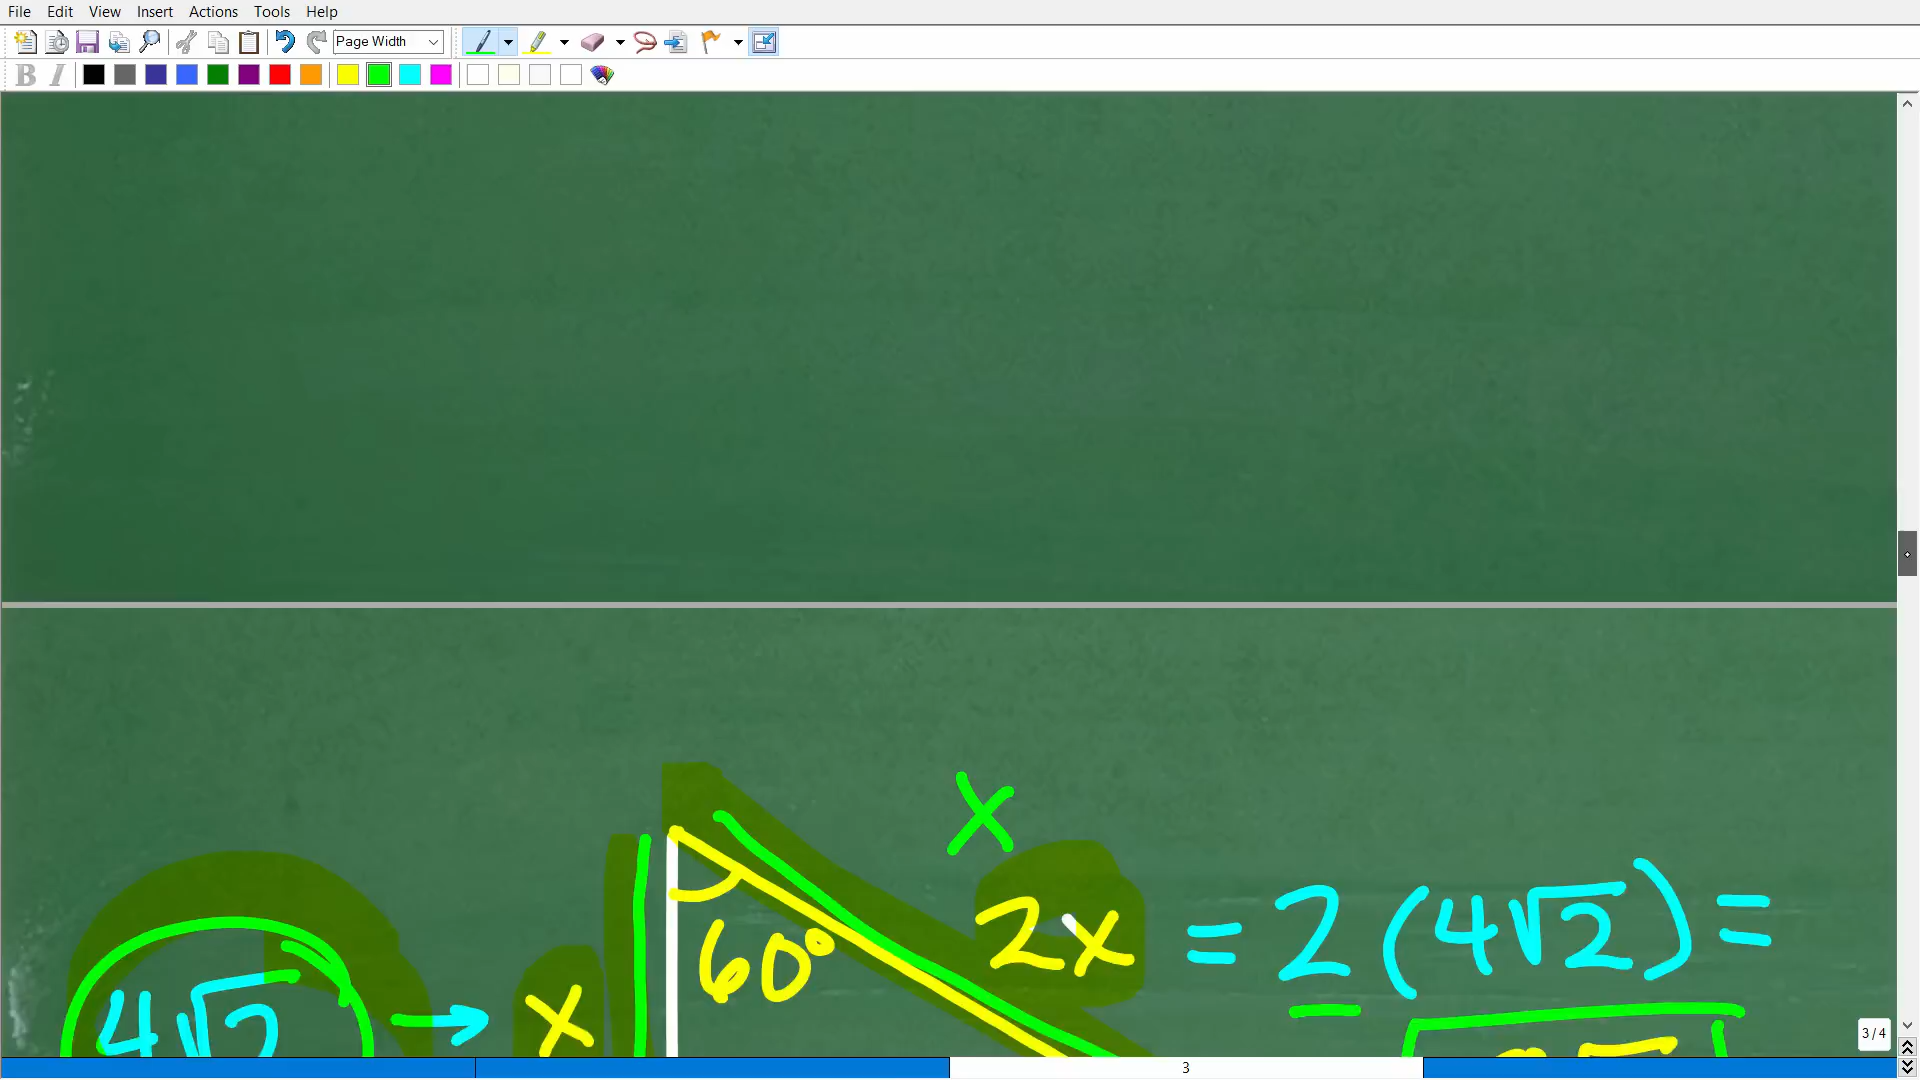 File Edit View Insert Actions Tools Help
Page Width
B I
x
2x = 2(4√2) =
60°
4√2 → x
3/4
3